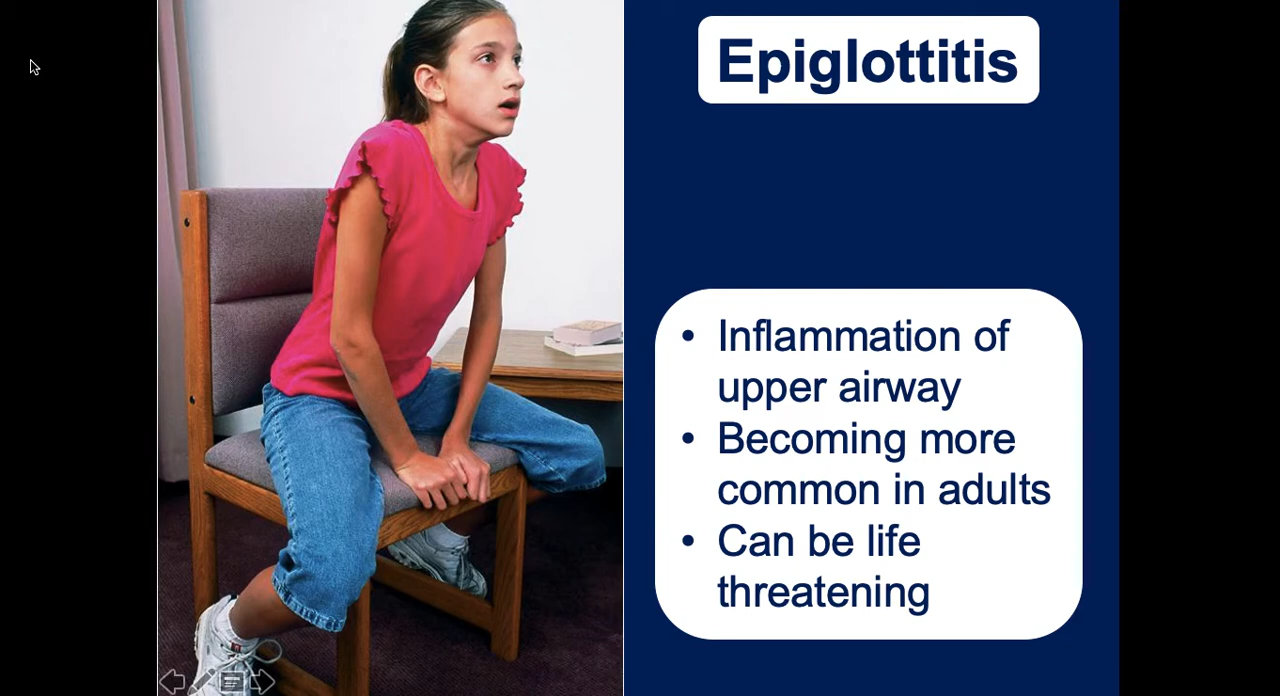 Epiglottitis
• Inflammation of
upper airway
• Becoming more
common in adults
• Can be life
threatening